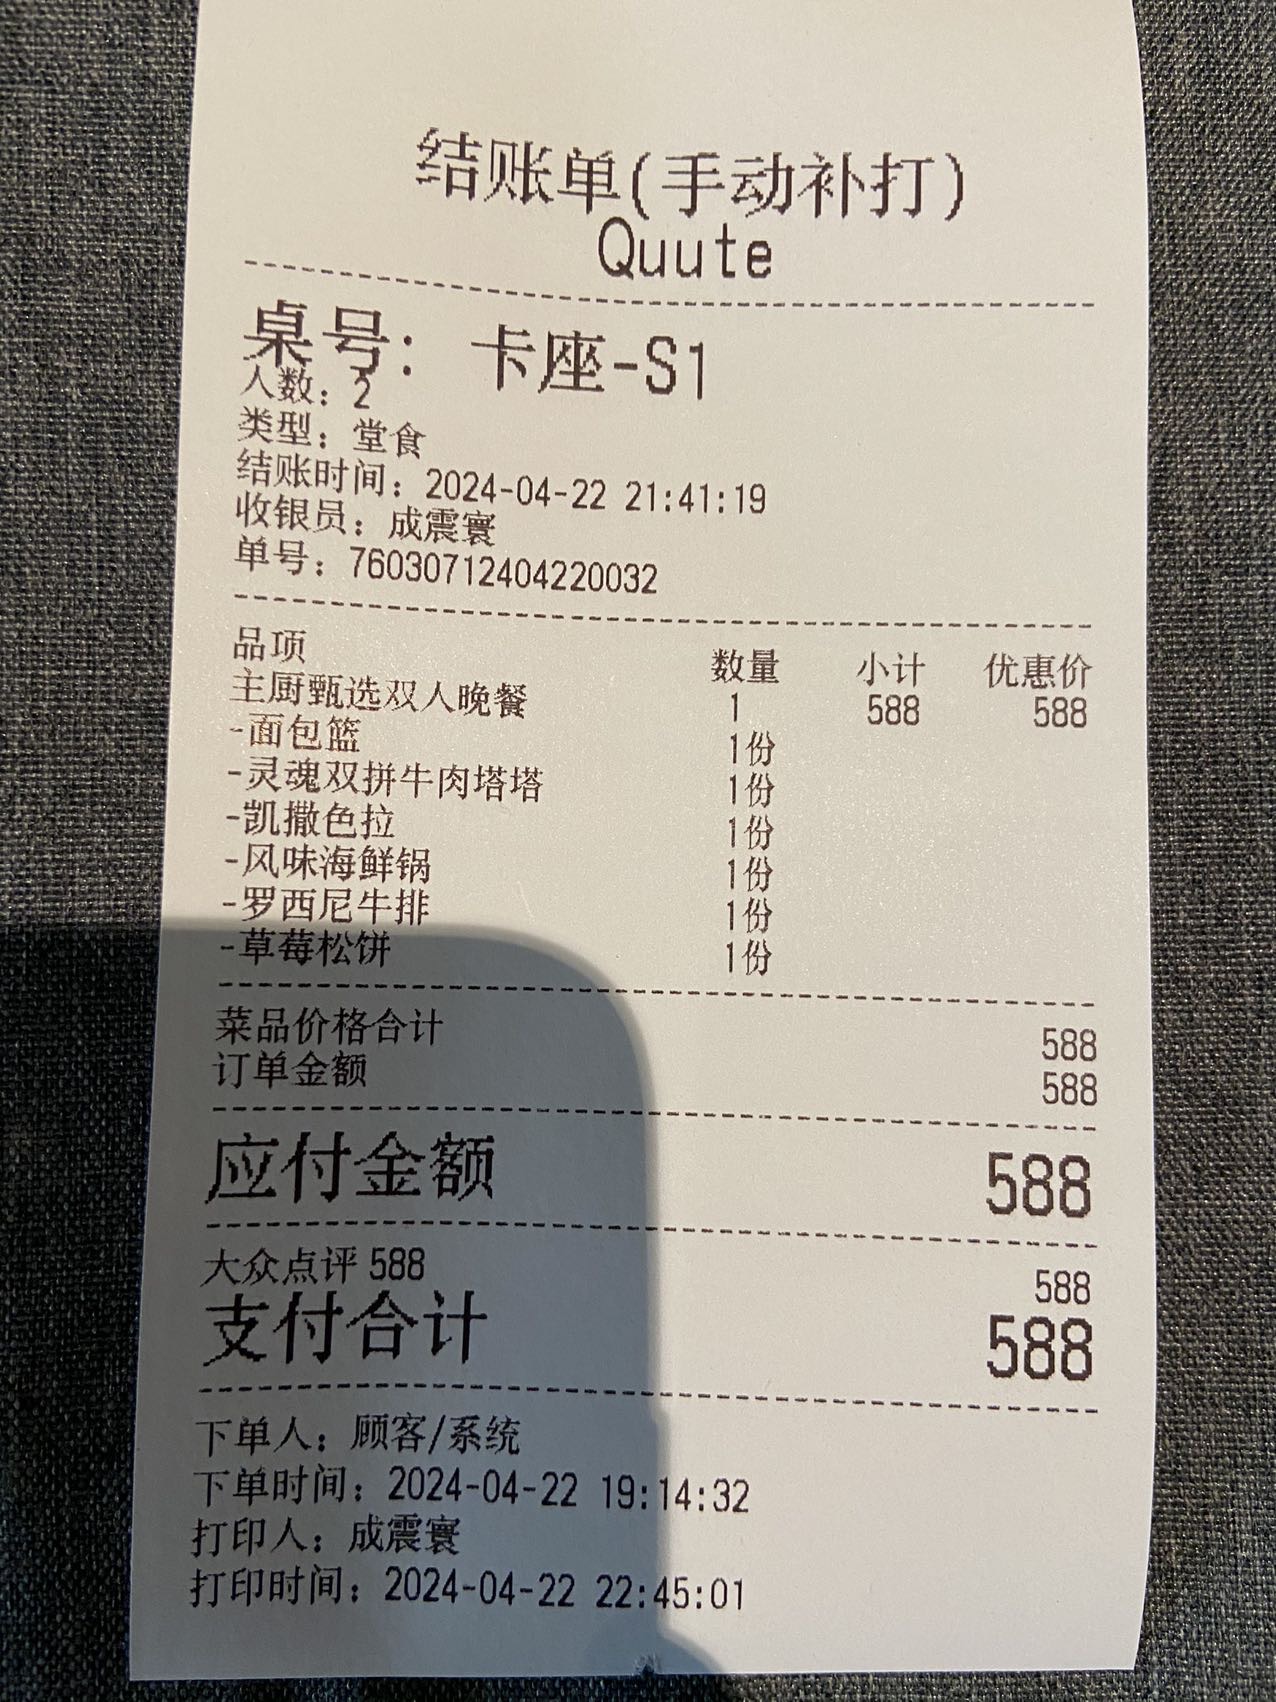 结账单(手动补打)
Quute
桌号: 卡座-S1
人数: 2
类型: 堂食
结账时间: 2024-04-22 21:41:19
收银员: 成震寰
单号: 76030712404220032
品项 数量 小计 优惠价
主厨甄选双人晚餐 1 588 588
-面包篮 1份
-灵魂双拼牛肉塔塔 1份
-凯撒色拉 1份
-风味海鲜锅 1份
-罗西尼牛排 1份
-草莓松饼 1份
菜品价格合计 588
订单金额 588
应付金额 588
大众点评 588 588
支付合计 588
下单人: 顾客/系统
下单时间: 2024-04-22 19:14:32
打印人: 成震寰
打印时间: 2024-04-22 22:45:01